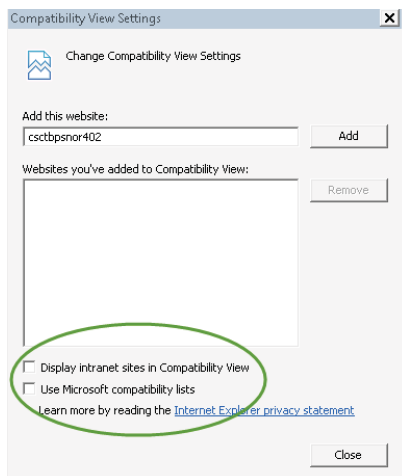 Compatibility View Settings
Change Compatibility View Settings
Add this website:
csctbpsnor402
Add
Websites you've added to Compatibility View:
Remove
Display intranet sites in Compatibility View
Use Microsoft compatibility lists
Learn more by reading the Internet Explorer privacy statement
Close